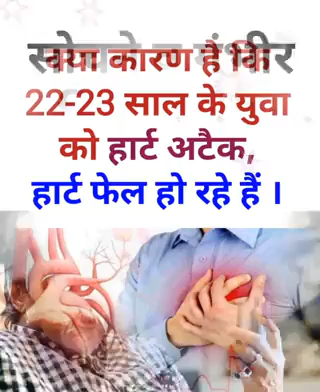 क्या कारण है कि
22-23 साल के युवा
को हार्ट अटैक,
हार्ट फेल हो रहे हैं ।